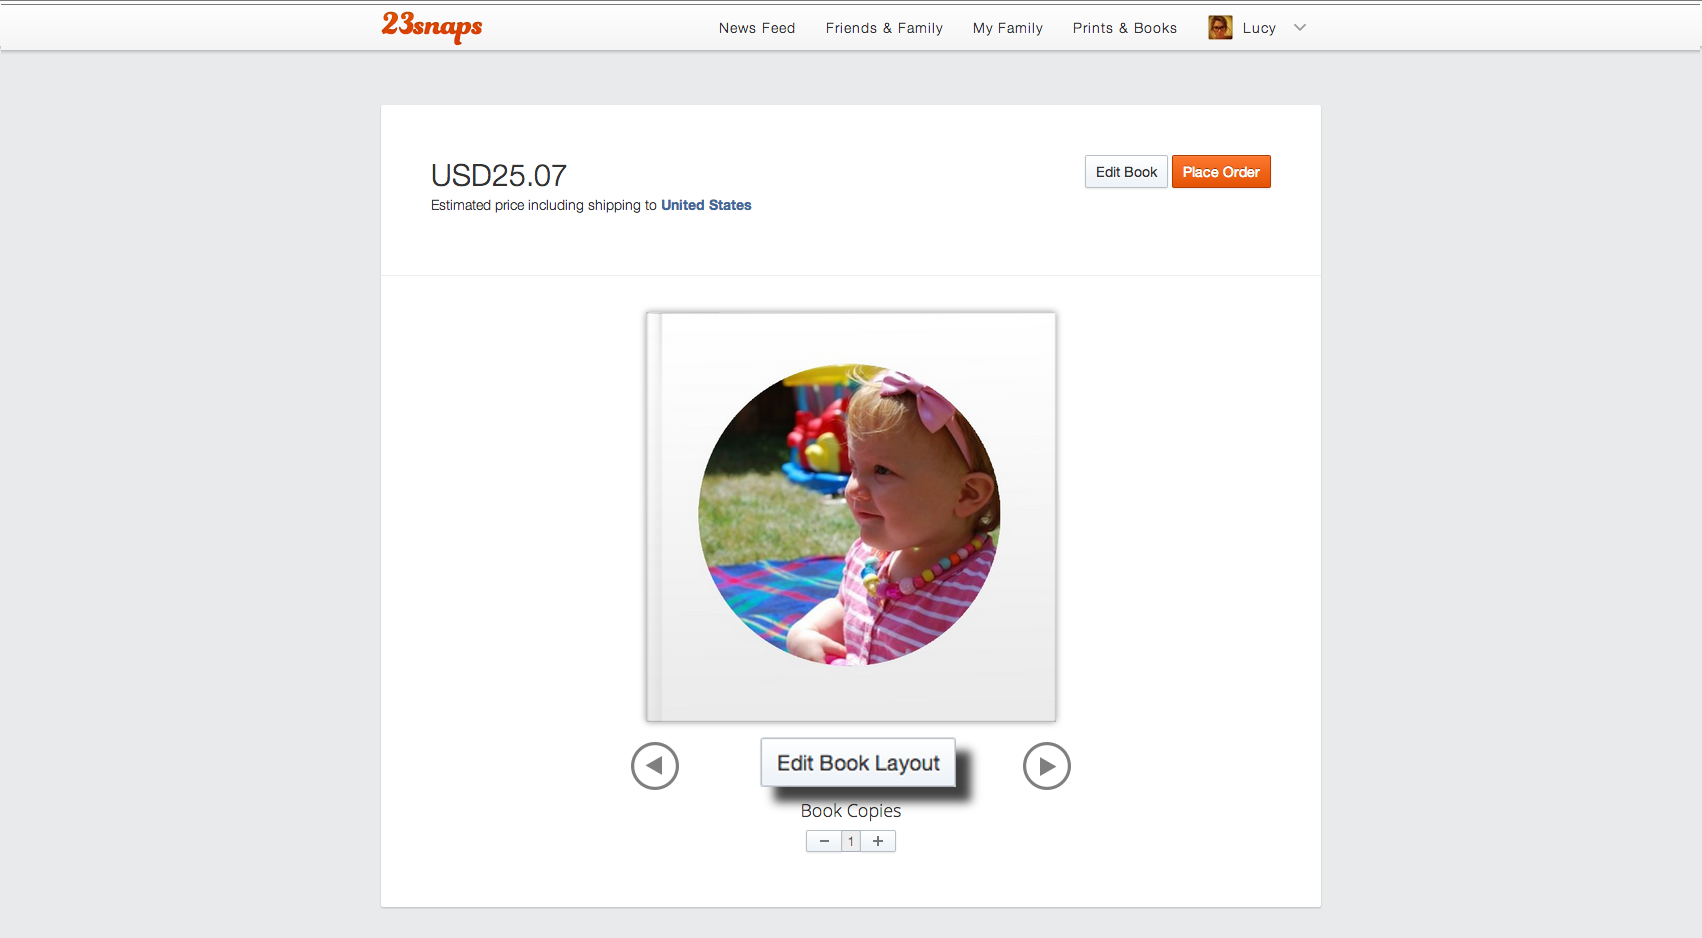 23snaps
News Feed Friends & Family My Family Prints & Books Lucy
USD25.07
Edit Book Place Order
Estimated price including shipping to United States
Edit Book Layout
Book Copies
− 1 +